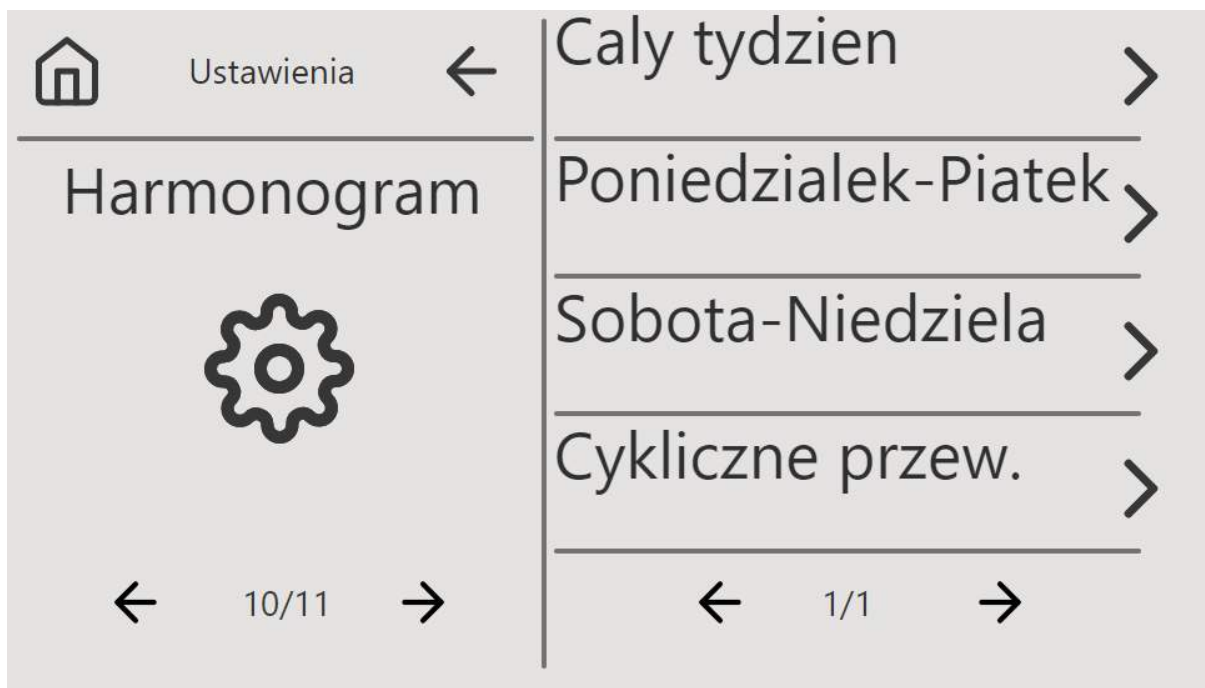 Ustawienia
Harmonogram
10/11
Caly tydzien
Poniedzialek-Piatek
Sobota-Niedziela
Cykliczne przew.
1/1